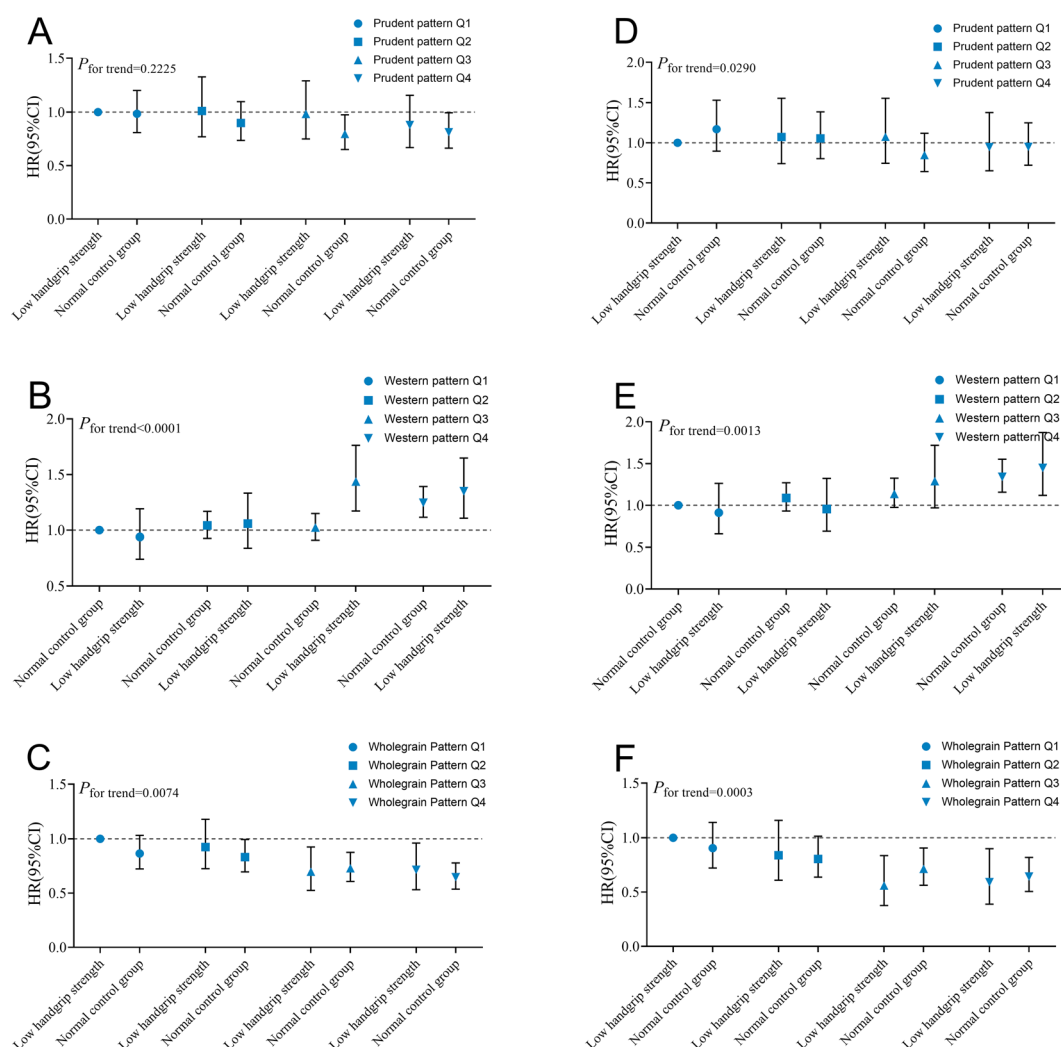 A
Prudent pattern Q1
Prudent pattern Q2
Prudent pattern Q3
Prudent pattern Q4
P for trend=0.2225
HR(95%CI)
1.5
1.0
0.5
0.0
Low handgrip strength
Normal control group
Low handgrip strength
Normal control group
Low handgrip strength
Normal control group
Low handgrip strength
Normal control group
D
Prudent pattern Q1
Prudent pattern Q2
Prudent pattern Q3
Prudent pattern Q4
P for trend=0.0290
HR(95%CI)
2.0
1.5
1.0
0.5
0.0
Low handgrip strength
Normal control group
Low handgrip strength
Normal control group
Low handgrip strength
Normal control group
Low handgrip strength
Normal control group
B
Western pattern Q1
Western pattern Q2
Western pattern Q3
Western pattern Q4
P for trend<0.0001
HR(95%CI)
2.0
1.5
1.0
0.5
Normal control group
Low handgrip strength
Normal control group
Low handgrip strength
Normal control group
Low handgrip strength
Normal control group
Low handgrip strength
E
Western pattern Q1
Western pattern Q2
Western pattern Q3
Western pattern Q4
P for trend=0.0013
HR(95%CI)
2.0
1.5
1.0
0.5
0.0
Normal control group
Low handgrip strength
Normal control group
Low handgrip strength
Normal control group
Low handgrip strength
Normal control group
Low handgrip strength
C
Wholegrain Pattern Q1
Wholegrain Pattern Q2
Wholegrain Pattern Q3
Wholegrain Pattern Q4
P for trend=0.0074
HR(95%CI)
1.5
1.0
0.5
0.0
Low handgrip strength
Normal control group
Low handgrip strength
Normal control group
Low handgrip strength
Normal control group
Low handgrip strength
Normal control group
F
Wholegrain Pattern Q1
Wholegrain Pattern Q2
Wholegrain Pattern Q3
Wholegrain Pattern Q4
P for trend=0.0003
HR(95%CI)
1.5
1.0
0.5
0.0
Low handgrip strength
Normal control group
Low handgrip strength
Normal control group
Low handgrip strength
Normal control group
Low handgrip strength
Normal control group